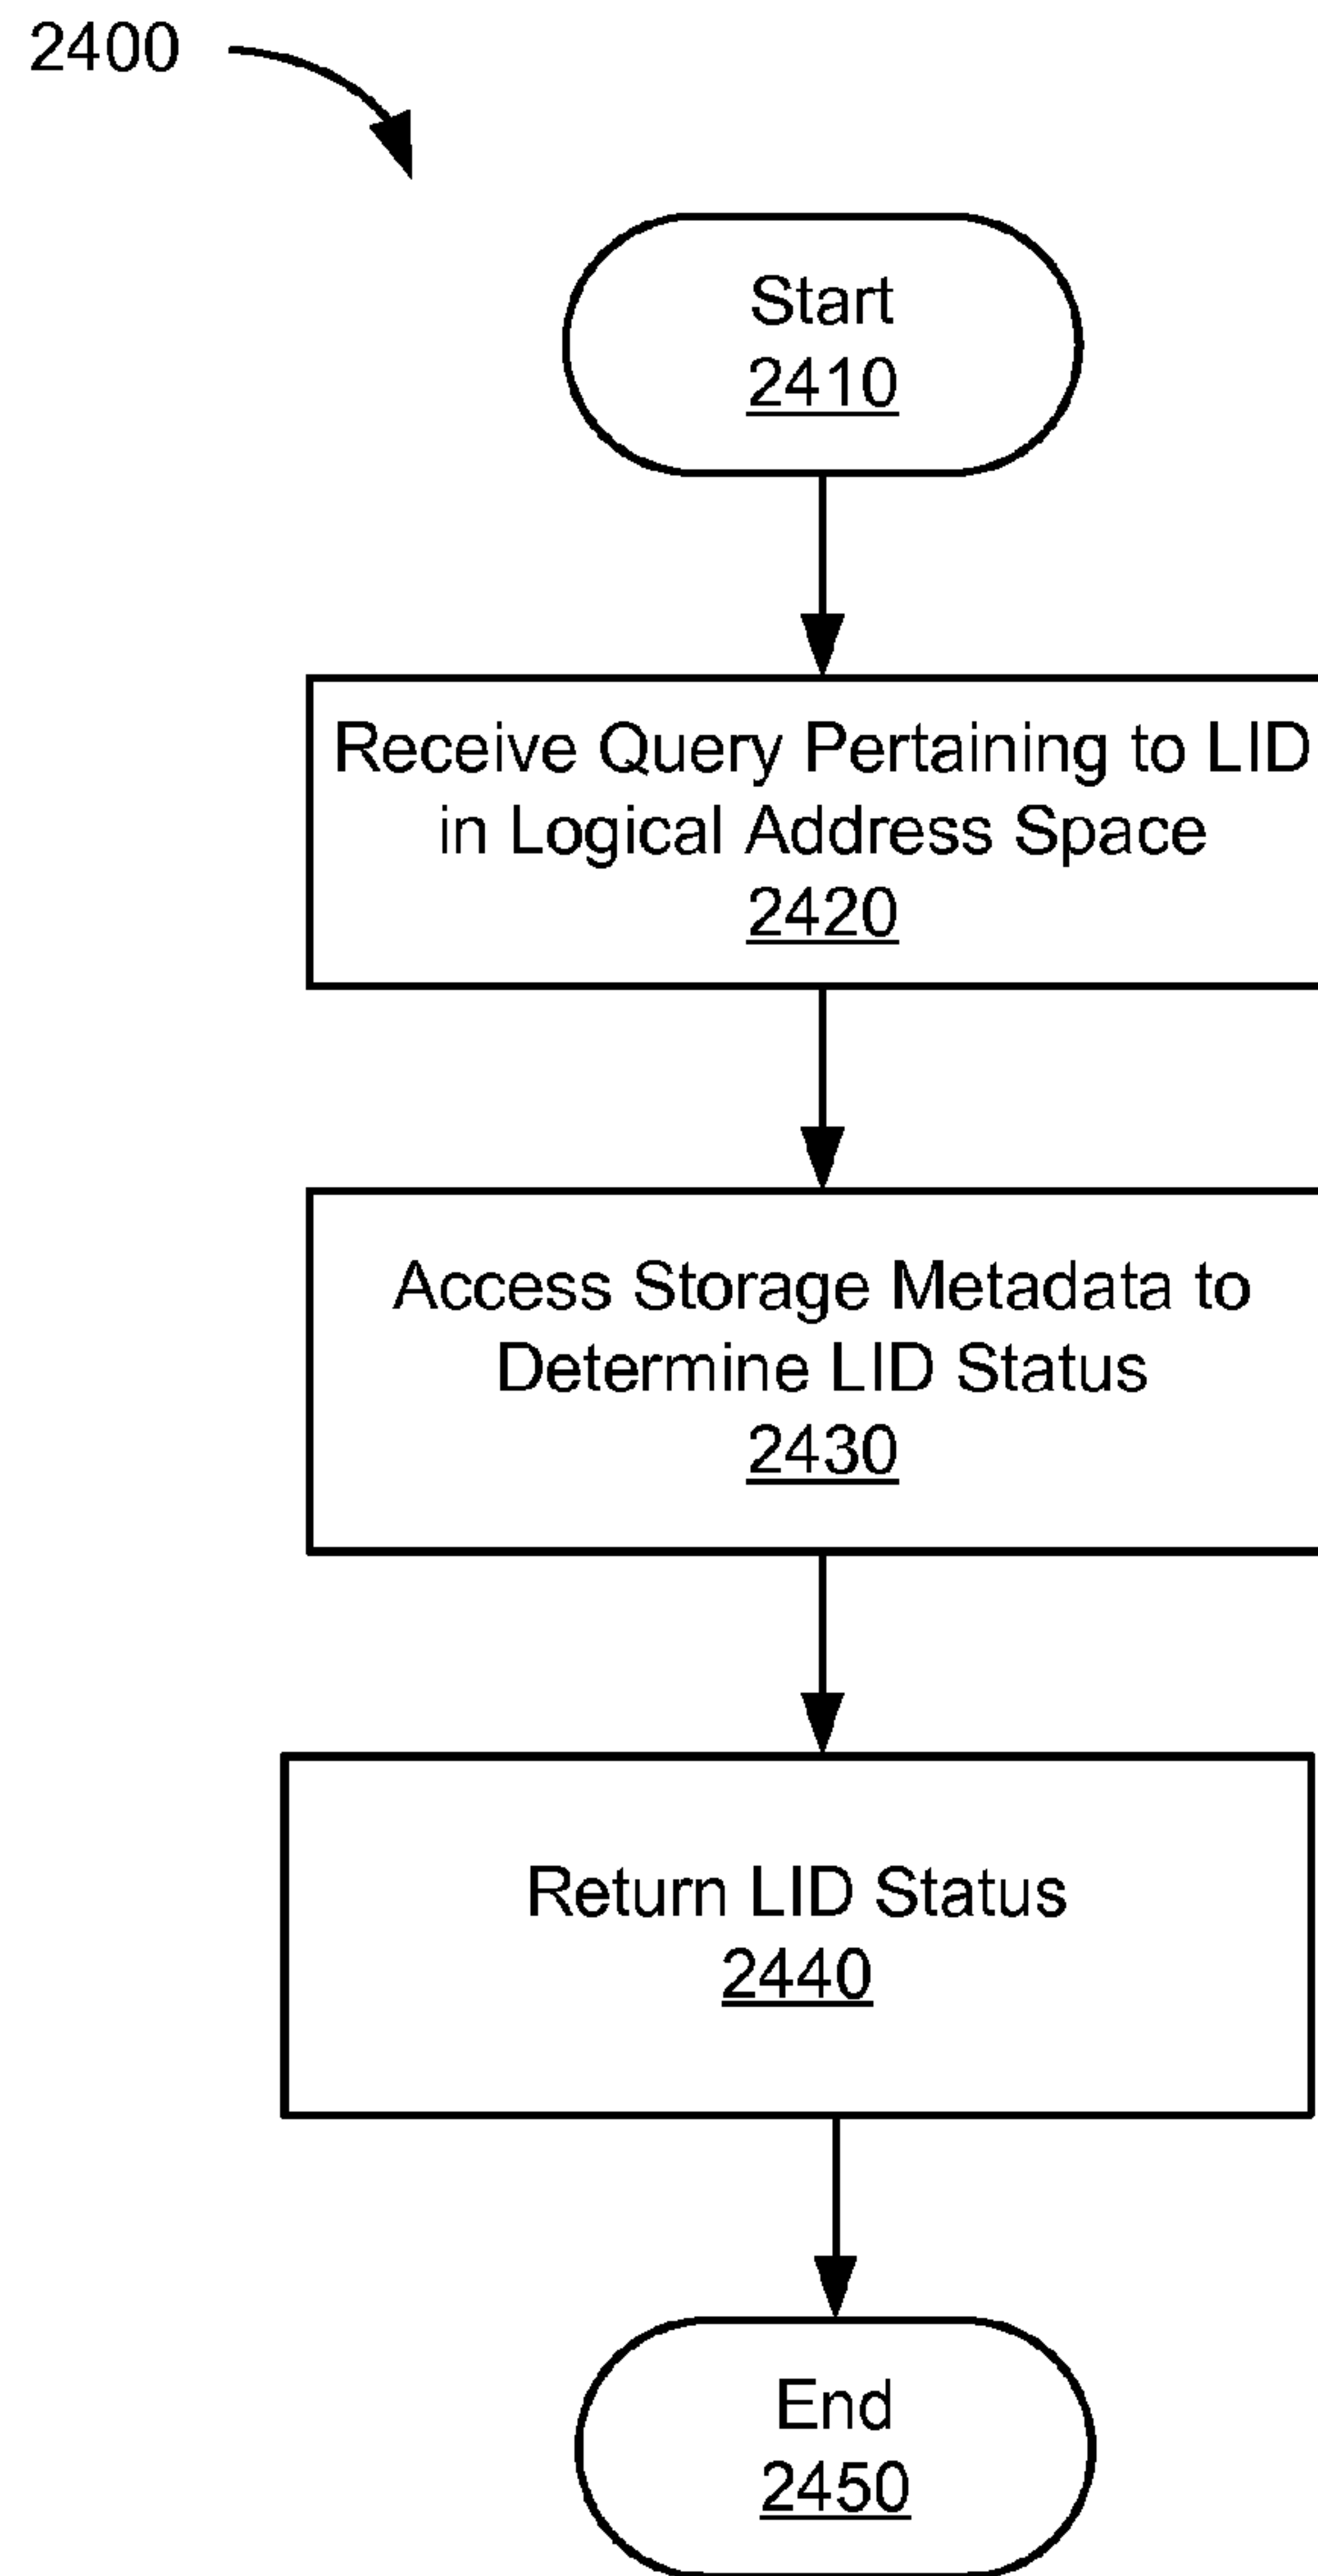 2400
Start
2410
Receive Query Pertaining to LID
in Logical Address Space
2420
Access Storage Metadata to
Determine LID Status
2430
Return LID Status
2440
End
2450